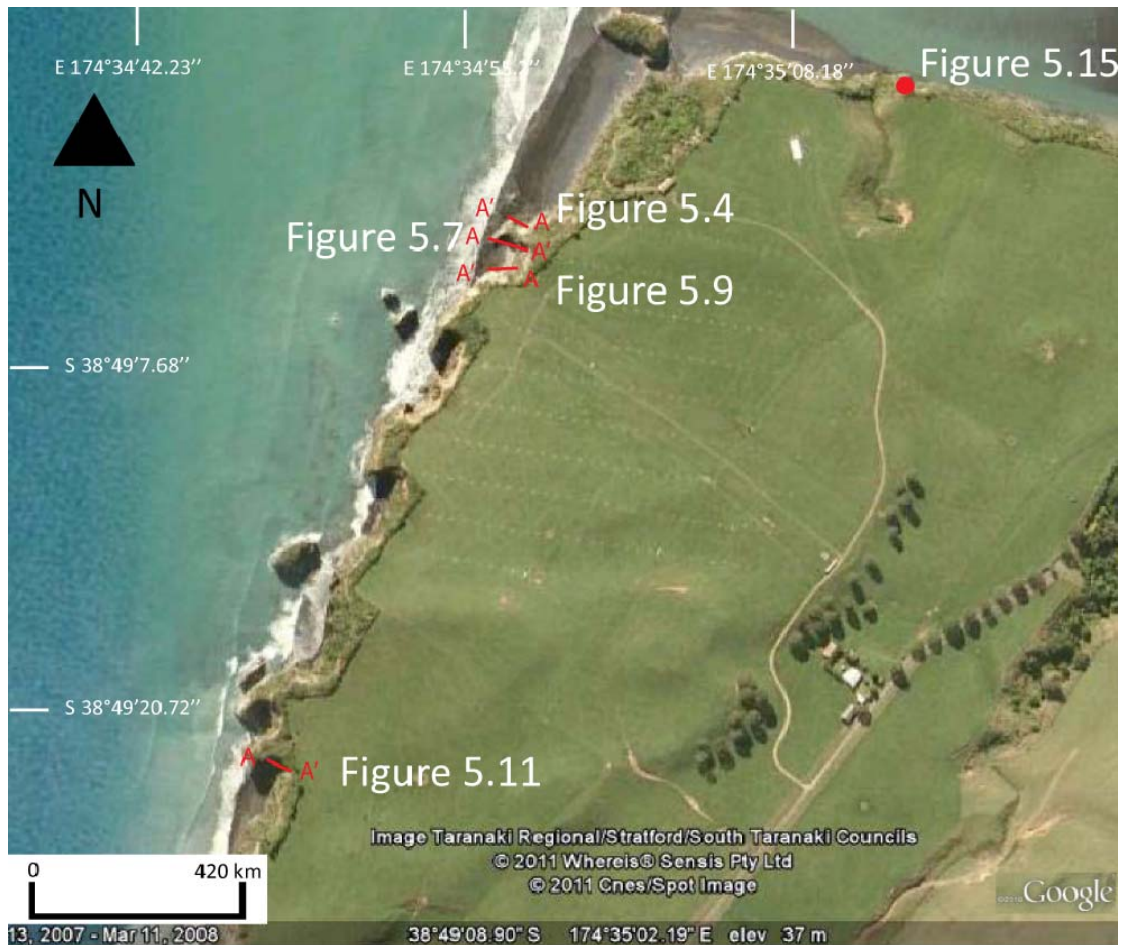 E 174°34’42.23’’
E 174°34’55.2’’
E 174°35’08.18’’
Figure 5.15
N
A’
A
Figure 5.4
Figure 5.7
A
A’
A’
A
Figure 5.9
S 38°49’7.68’’
S 38°49’20.72’’
A
A’
Figure 5.11
Image Taranaki Regional/Stratford/South Taranaki Councils
© 2011 Whereis® Sensis Pty Ltd
© 2011 Cnes/Spot Image
0
420 km
©2010 Google
13, 2007 - Mar 11, 2008
38°49'08.90" S 174°35'02.19" E elev 37 m